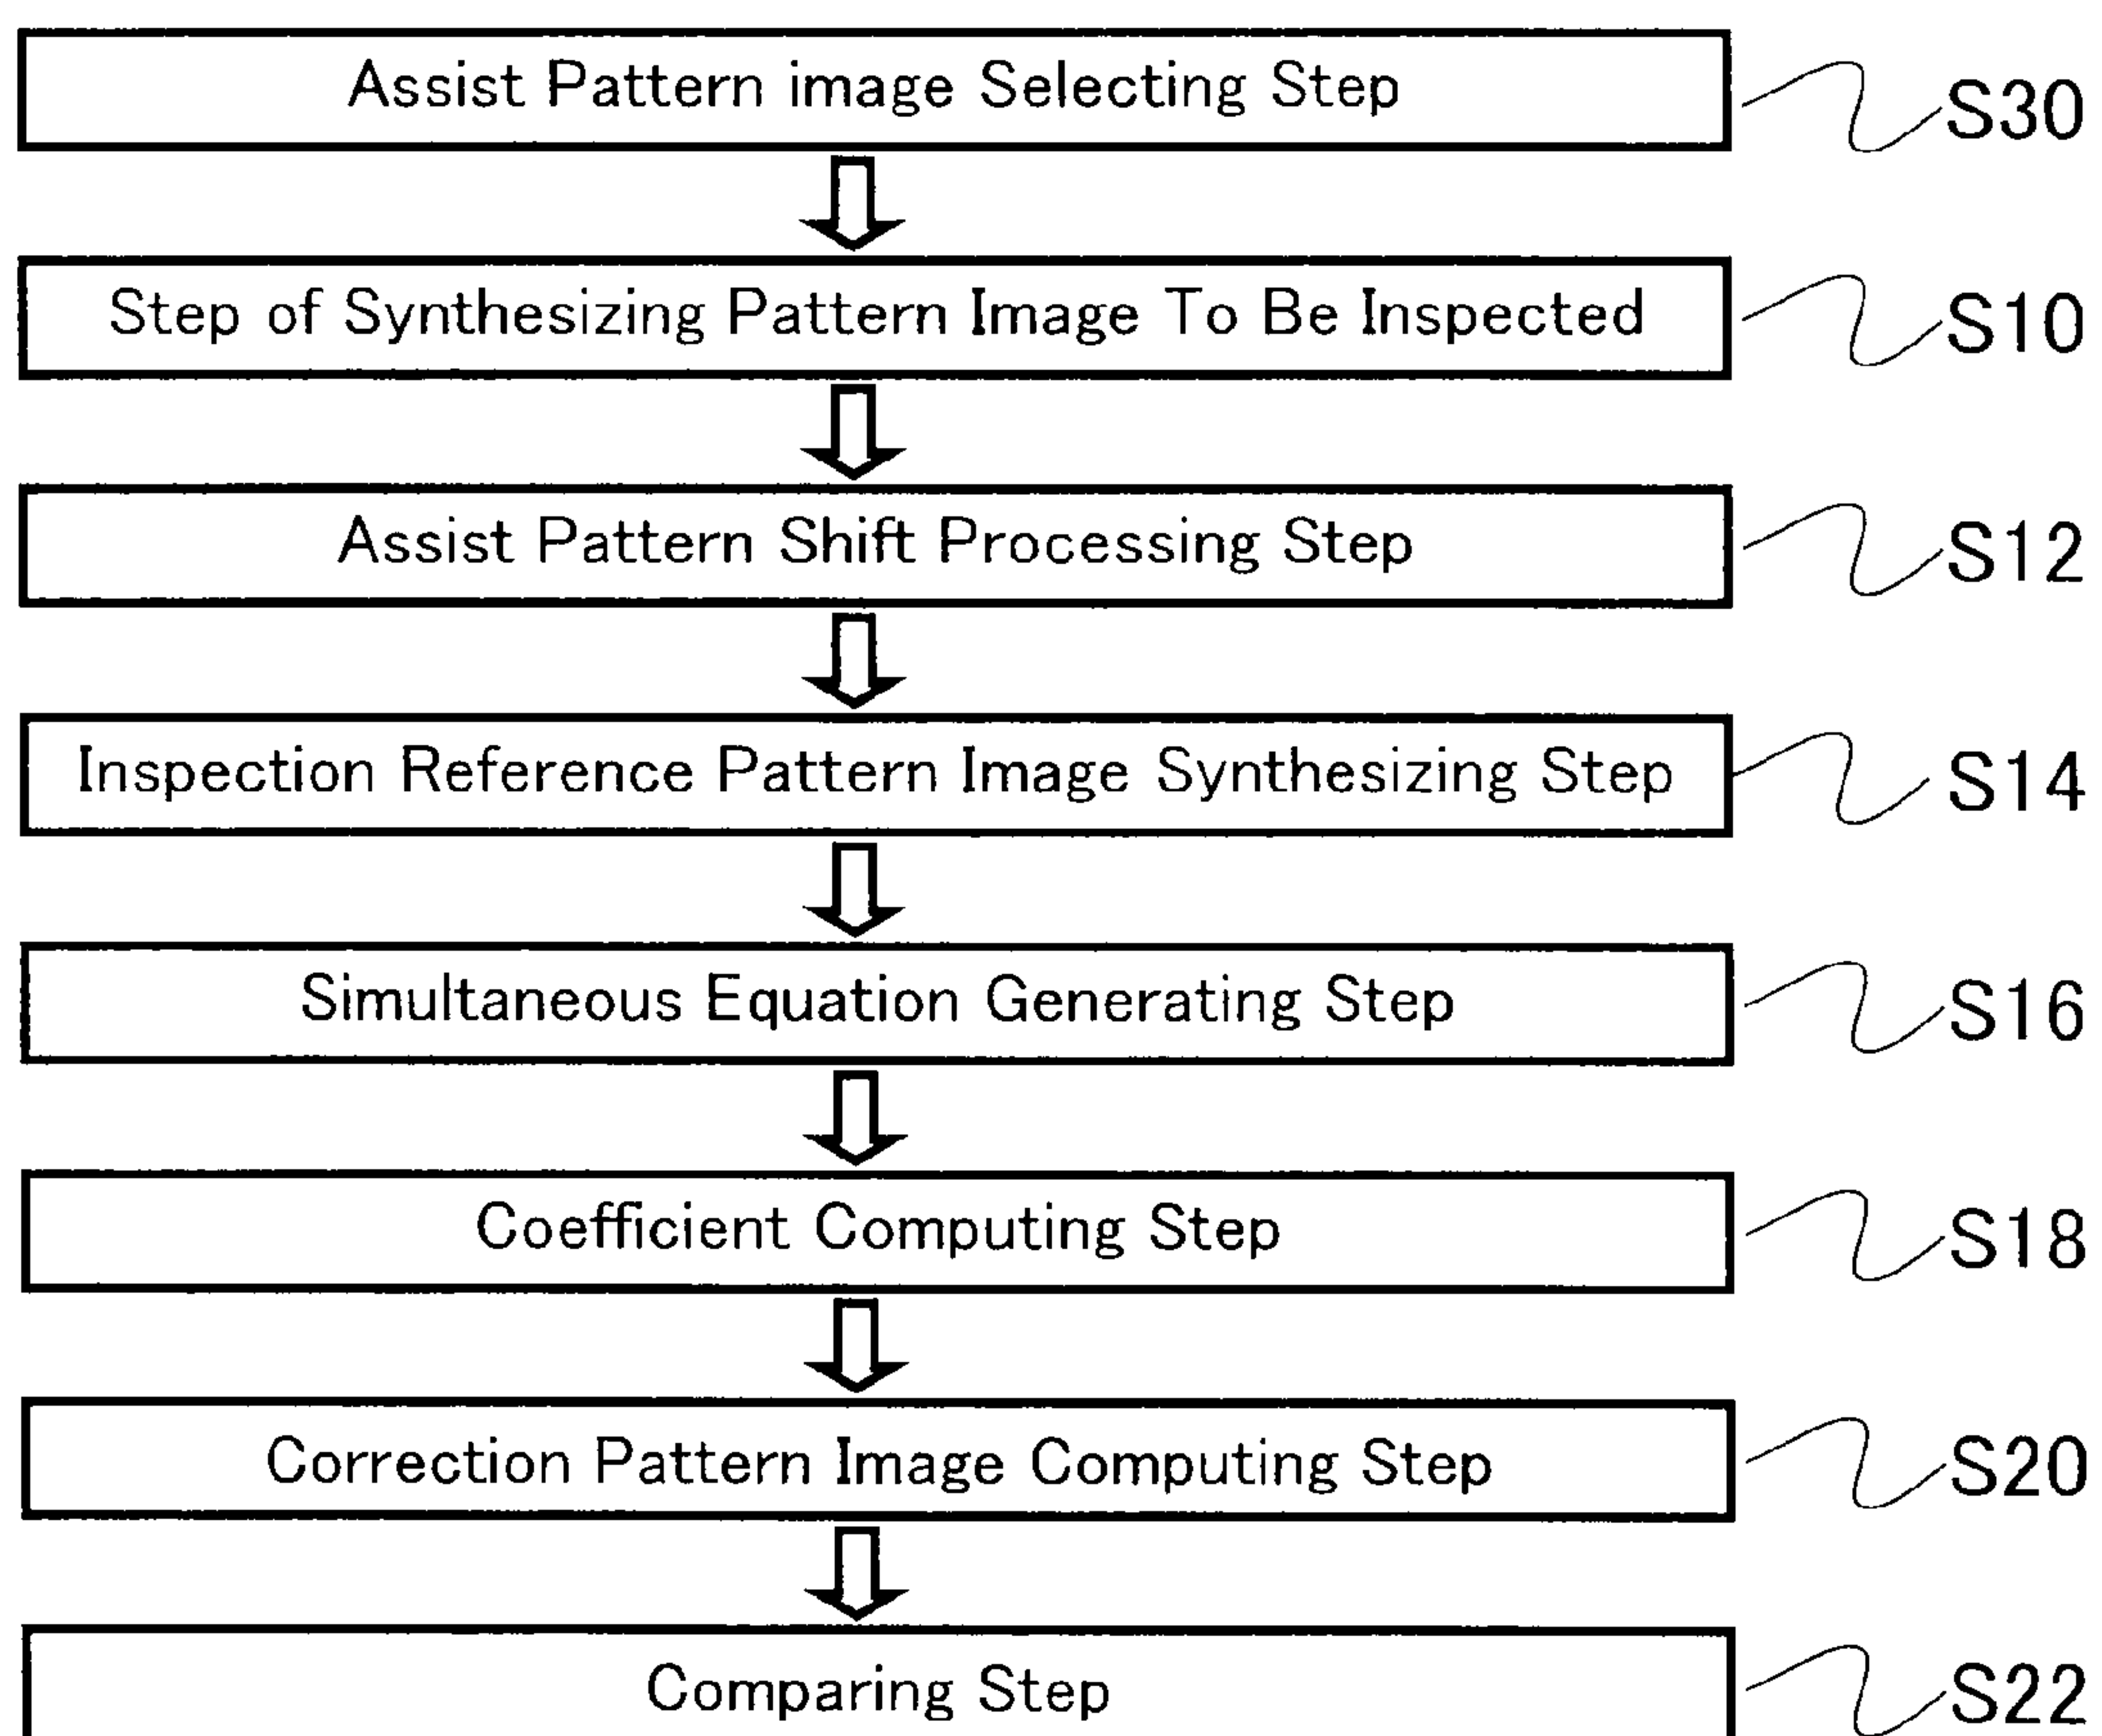 Assist Pattern image Selecting Step
S30
Step of Synthesizing Pattern Image To Be Inspected
S10
Assist Pattern Shift Processing Step
S12
Inspection Reference Pattern Image Synthesizing Step
S14
Simultaneous Equation Generating Step
S16
Coefficient Computing Step
S18
Correction Pattern Image Computing Step
S20
Comparing Step
S22